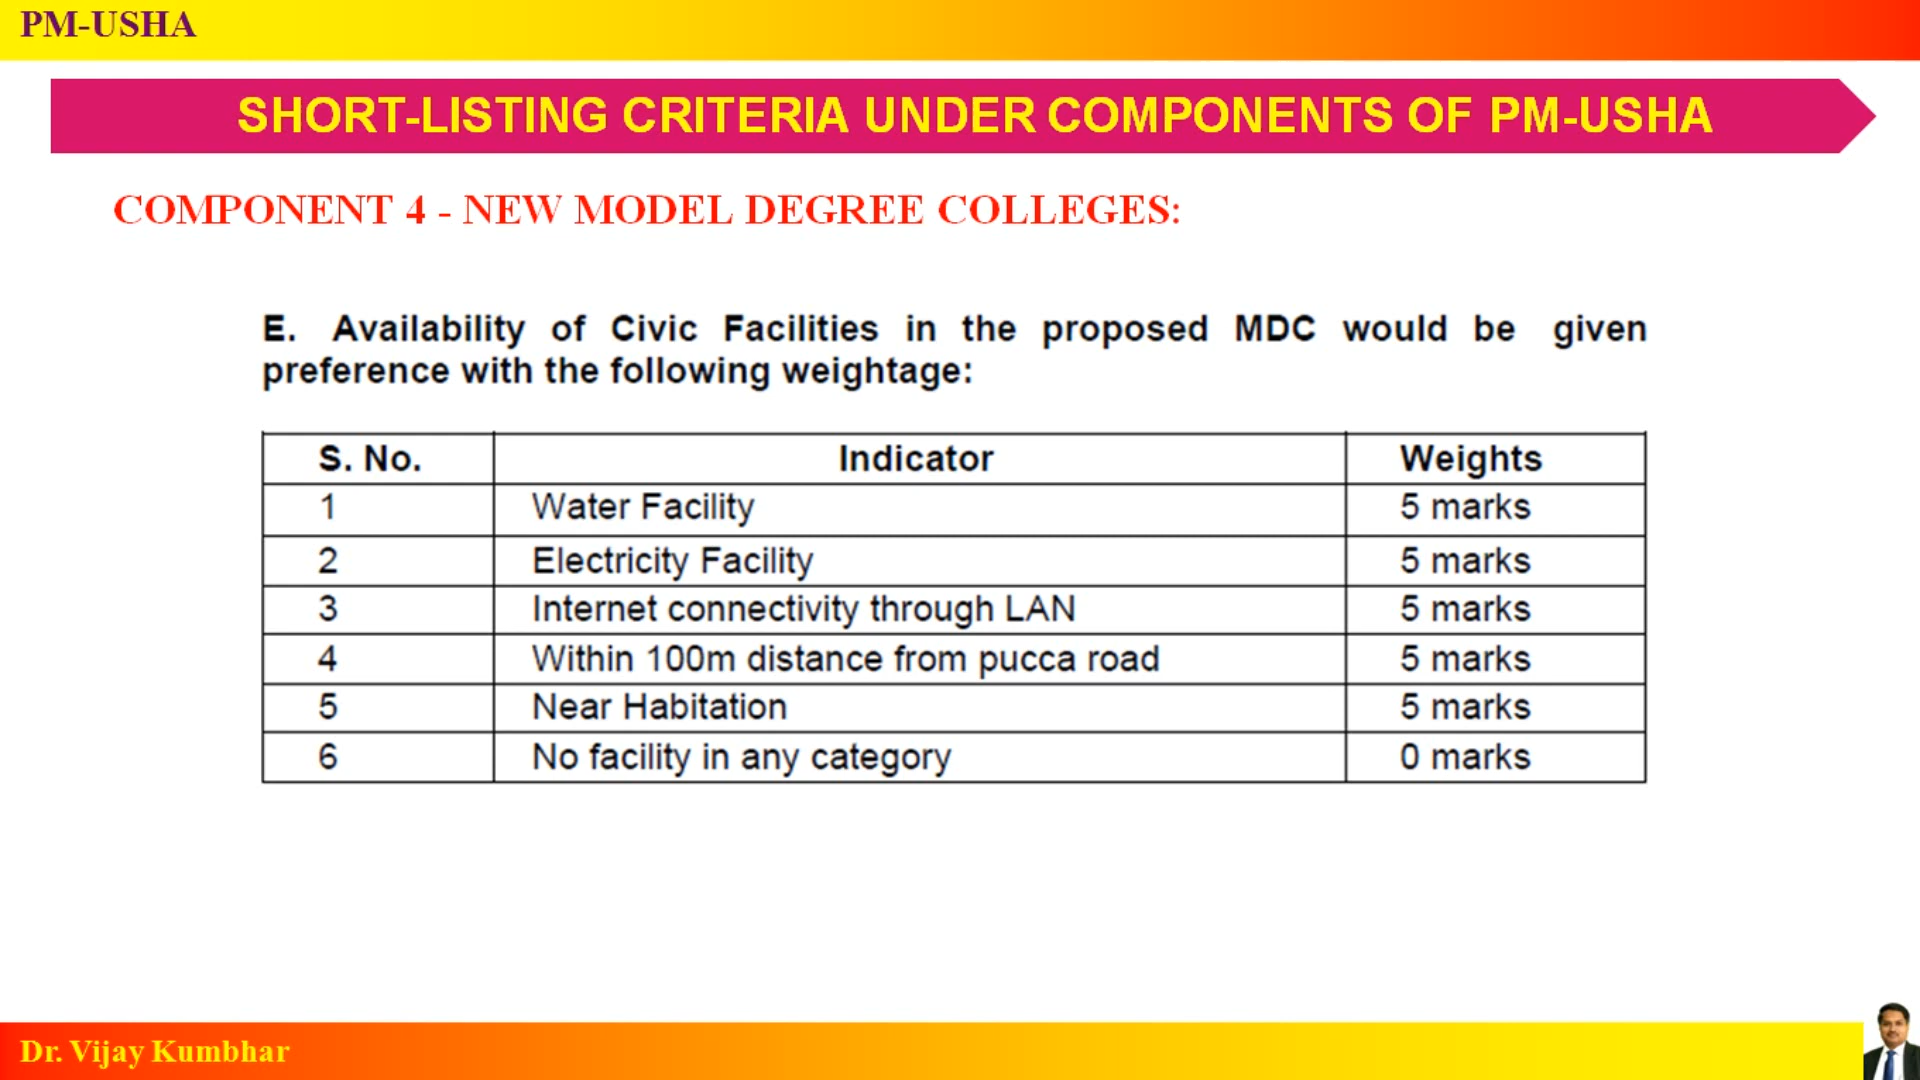 PM-USHA
SHORT-LISTING CRITERIA UNDER COMPONENTS OF PM-USHA
COMPONENT 4 - NEW MODEL DEGREE COLLEGES:
E. Availability of Civic Facilities in the proposed MDC would be given
preference with the following weightage:
S. No. Indicator Weights
1 Water Facility 5 marks
2 Electricity Facility 5 marks
3 Internet connectivity through LAN 5 marks
4 Within 100m distance from pucca road 5 marks
5 Near Habitation 5 marks
6 No facility in any category 0 marks
Dr. Vijay Kumbhar